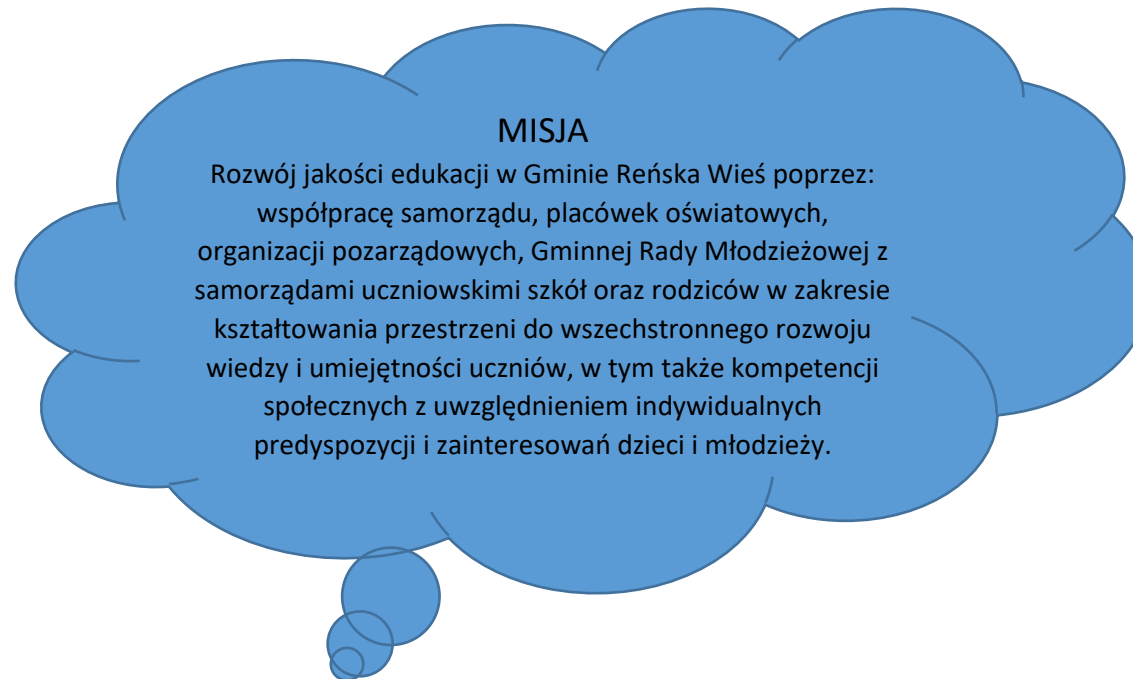 MISJA
Rozwój jakości edukacji w Gminie Reńska Wieś poprzez:
współpracę samorządu, placówek oświatowych,
organizacji pozarządowych, Gminnej Rady Młodzieżowej z
samorządami uczniowskimi szkół oraz rodziców w zakresie
kształtowania przestrzeni do wszechstronnego rozwoju
wiedzy i umiejętności uczniów, w tym także kompetencji
społecznych z uwzględnieniem indywidualnych
predyspozycji i zainteresowań dzieci i młodzieży.